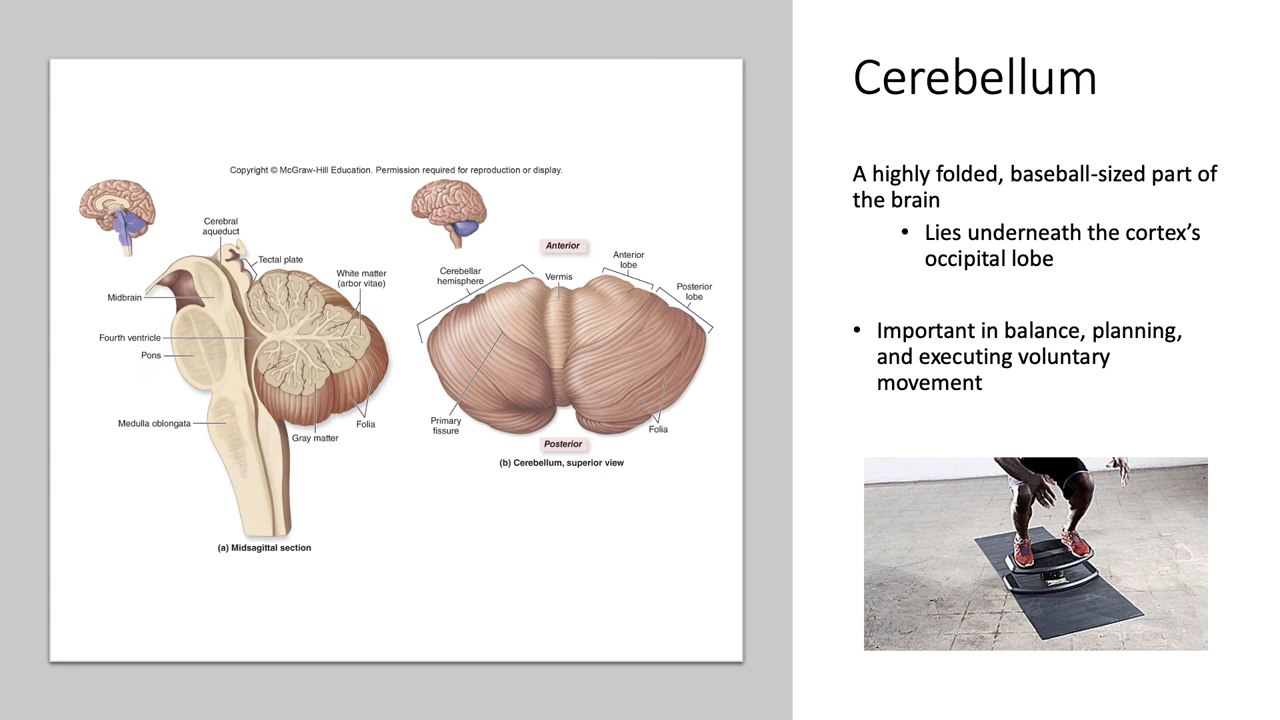 Cerebellum
A highly folded, baseball-sized part of
the brain
• Lies underneath the cortex’s
occipital lobe
• Important in balance, planning,
and executing voluntary
movement
Copyright © McGraw-Hill Education. Permission required for reproduction or display.
Cerebral
aqueduct
Tectal plate
White matter
(arbor vitae)
Midbrain
Fourth ventricle
Pons
Medulla oblongata
Gray matter
Folia
(a) Midsagittal section
Anterior
Cerebellar
hemisphere
Vermis
Anterior
lobe
Posterior
lobe
Primary
fissure
Folia
Posterior
(b) Cerebellum, superior view